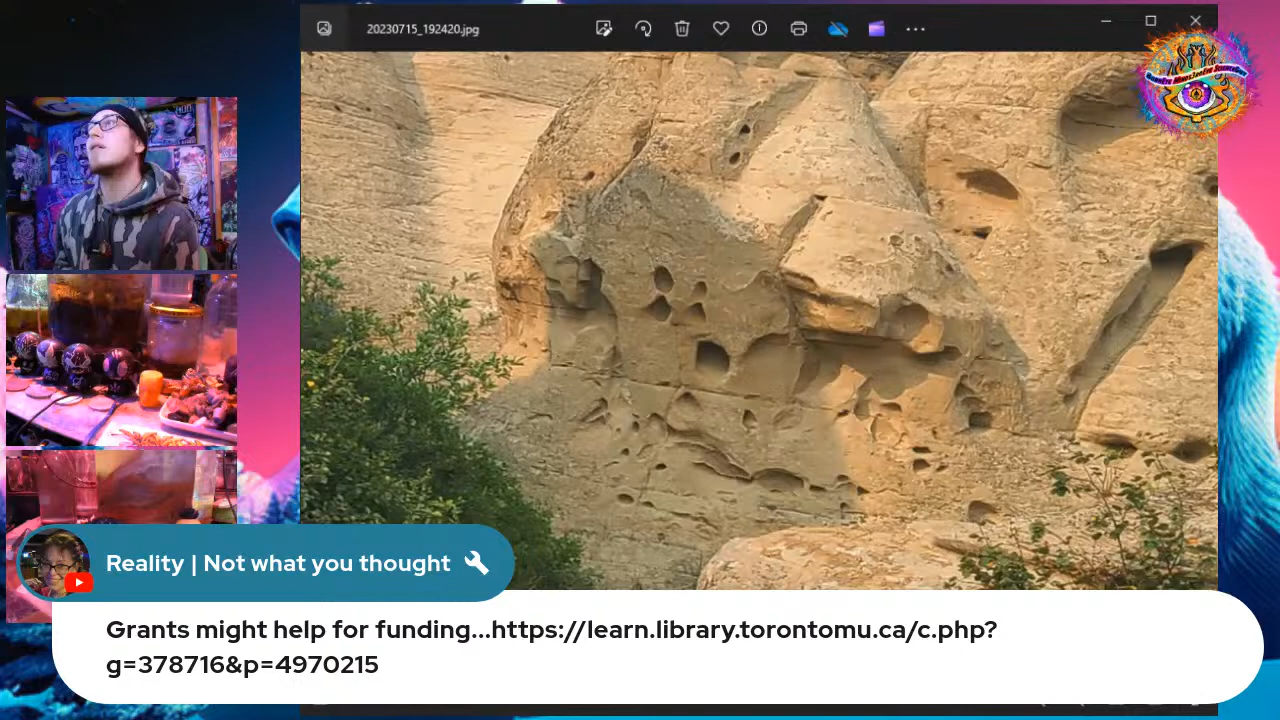 20230715_192420.jpg
Reality | Not what you thought
Grants might help for funding...https://learn.library.torontomu.ca/c.php?
g=378716&p=4970215